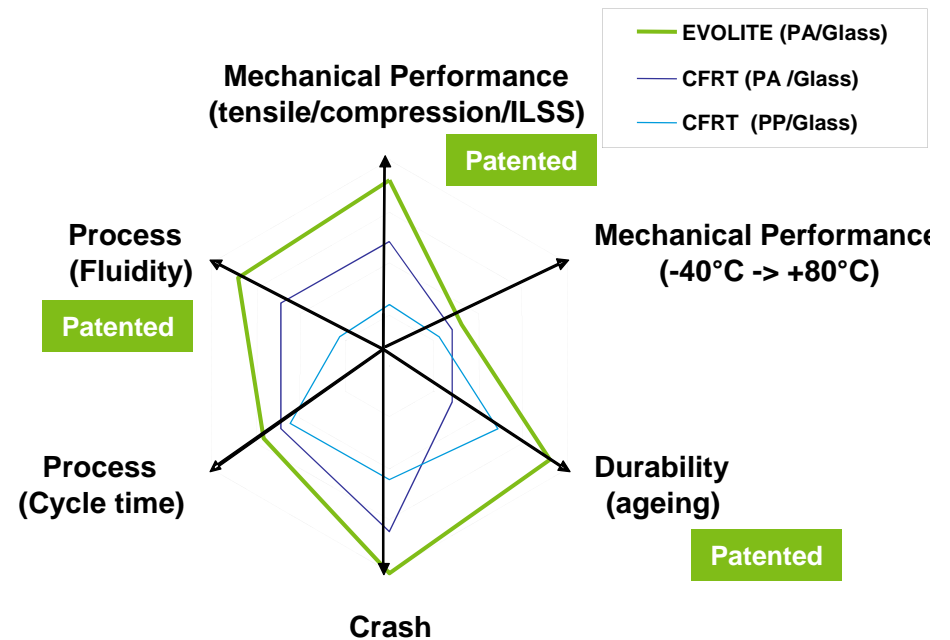 EVOLITE (PA/Glass)
CFRT (PA /Glass)
CFRT (PP/Glass)
Mechanical Performance
(tensile/compression/ILSS)
Patented
Process
(Fluidity)
Patented
Mechanical Performance
(-40°C -> +80°C)
Process
(Cycle time)
Durability
(ageing)
Patented
Crash